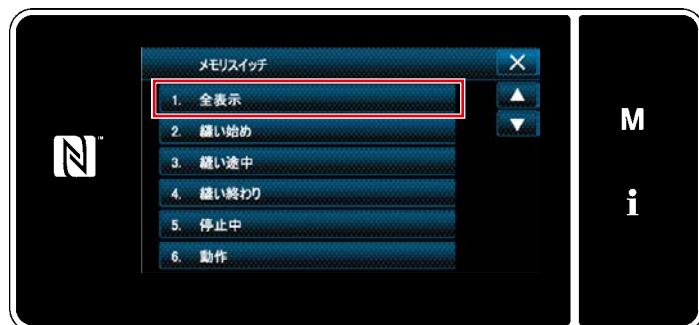 メモリスイッチ
1. 全表示
2. 縫い始め
3. 縫い途中
4. 縫い終わり
5. 停止中
6. 動作
M
i